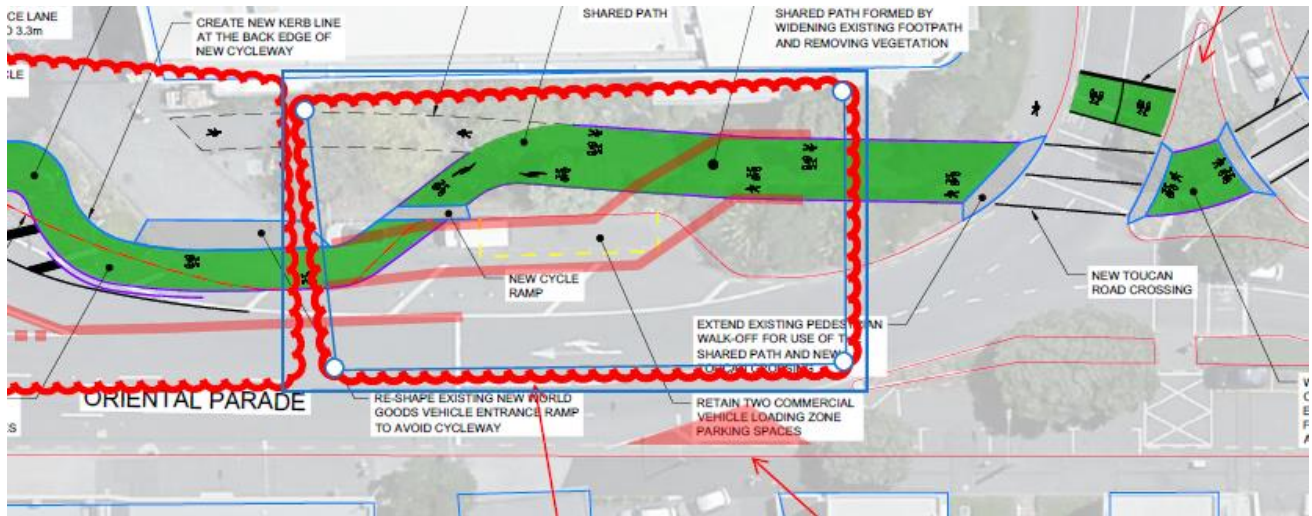 CE LANE
3.3m
CLE
CREATE NEW KERB LINE
AT THE BACK EDGE OF
NEW CYCLEWAY
SHARED PATH
SHARED PATH FORMED BY
WIDENING EXISTING FOOTPATH
AND REMOVING VEGETATION
NEW CYCLE
RAMP
NEW TOUCAN
ROAD CROSSING
EXTEND EXISTING PEDESTRIAN
WALK-OFF FOR USE OF T
SHARED PATH AND NEW
TOUCAN CROSSING
ORIENTAL PARADE
RE-SHAPE EXISTING NEW WORLD
GOODS VEHICLE ENTRANCE RAMP
TO AVOID CYCLEWAY
RETAIN TWO COMMERCIAL
VEHICLE LOADING ZONE
PARKING SPACES